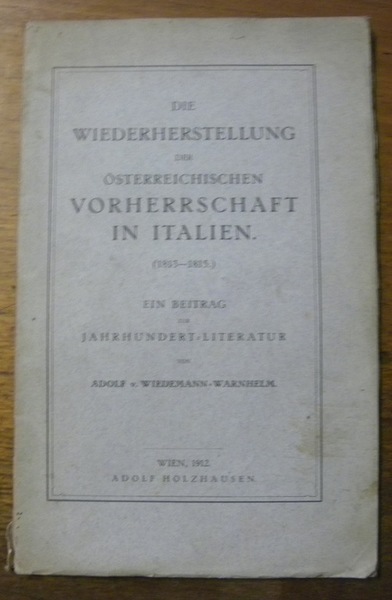 DIE
WIEDERHERSTELLUNG
DER
ÖSTERREICHISCHEN
VORHERRSCHAFT
IN ITALIEN.
(1813—1815.)
EIN BEITRAG
ZUR
JAHRHUNDERT-LITERATUR
VON
ADOLF v. WIEDEMANN-WARNHELM.
WIEN, 1912.
ADOLF HOLZHAUSEN.